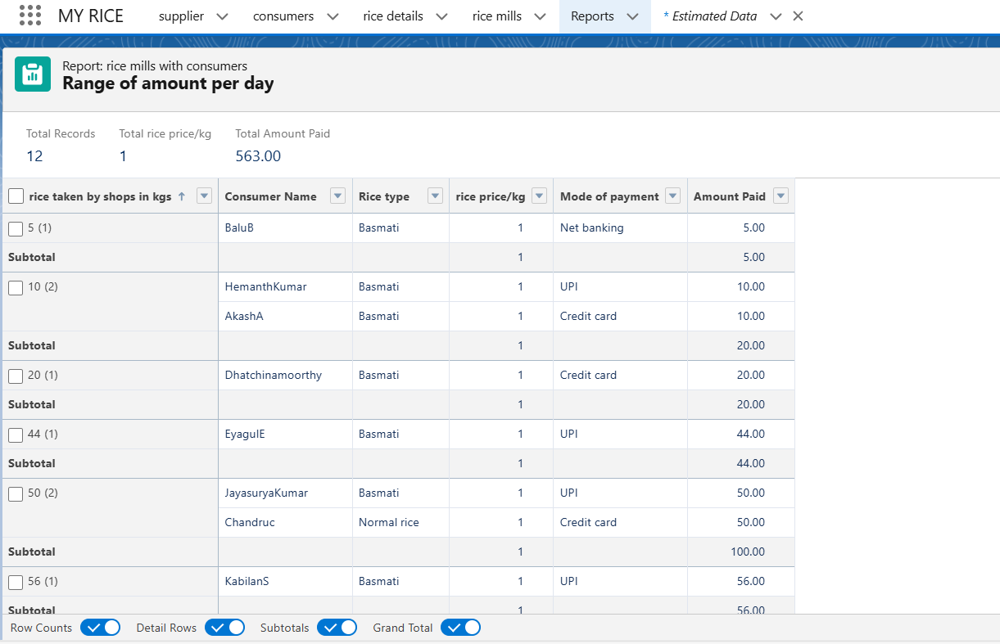 MY RICE supplier consumers rice details rice mills Reports * Estimated Data
Report: rice mills with consumers
Range of amount per day
Total Records Total rice price/kg Total Amount Paid
12 1 563.00
rice taken by shops in kgs ↑ Consumer Name Rice type rice price/kg Mode of payment Amount Paid
5 (1) BaluB Basmati 1 Net banking 5.00
Subtotal 1 5.00
10 (2) HemanthKumar Basmati 1 UPI 10.00
AkashA Basmati 1 Credit card 10.00
Subtotal 1 20.00
20 (1) Dhatchinamoorthy Basmati 1 Credit card 20.00
Subtotal 1 20.00
44 (1) EyagulE Basmati 1 UPI 44.00
Subtotal 1 44.00
50 (2) JayasuryaKumar Basmati 1 UPI 50.00
Chandruc Normal rice 1 Credit card 50.00
Subtotal 1 100.00
56 (1) KabilanS Basmati 1 UPI 56.00
Subtotal 1 56.00
Row Counts Detail Rows Subtotals Grand Total